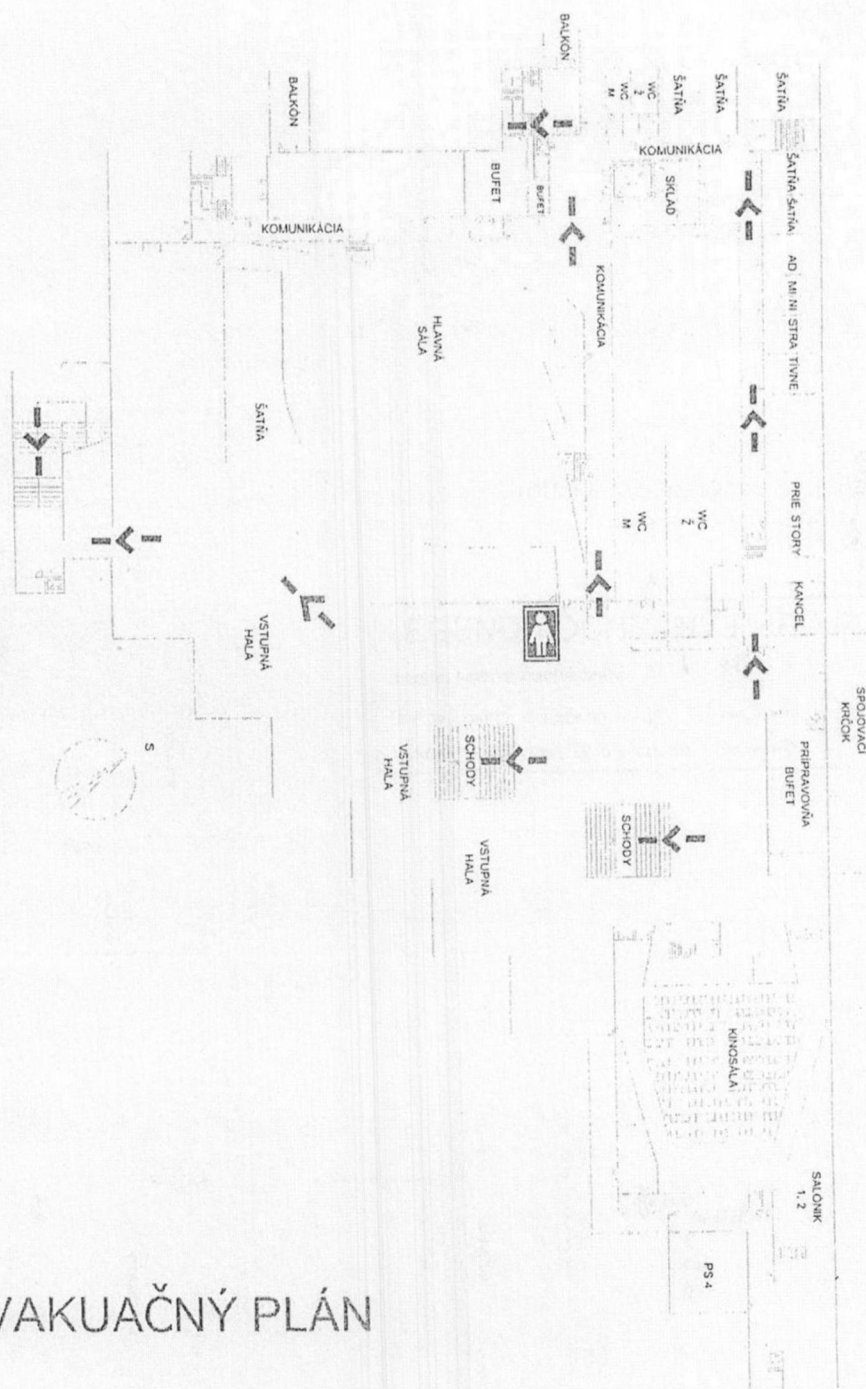 BALKÓN
BALKÓN
WC
M
WC
Ž
ŠATŇA
ŠATŇA
ŠATŇA
KOMUNIKÁCIA
SKLAD
ŠATŇA ŠATŇA
AD MI NI STRA TÍVNE
PRIE STORY
KANCEL
BUFET
BUFET
KOMUNIKÁCIA
KOMUNIKÁCIA
HLAVNÁ
SÁLA
ŠATŇA
WC
M
WC
Ž
VSTUPNÁ
HALA
SPOJOVACÍ
KRČOK
PRÍPRAVOVŇA
BUFET
S
VSTUPNÁ
HALA
SCHODY
VSTUPNÁ
HALA
SCHODY
KINOSÁLA
SALÓNIK
1, 2
PS 4
VAKUAČNÝ PLÁN